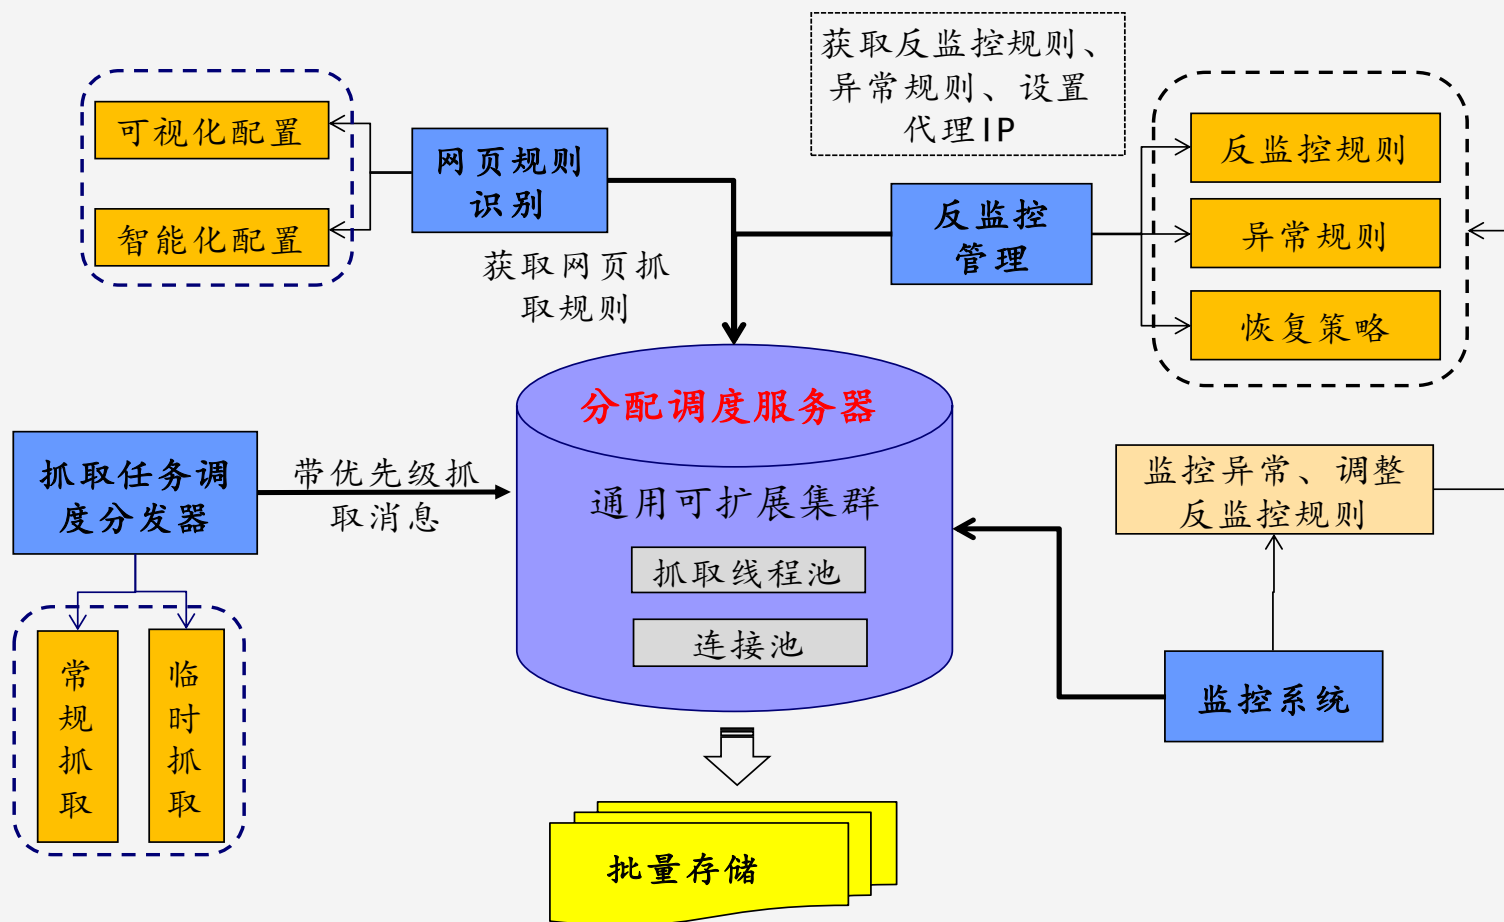 获取反监控规则、
异常规则、设置
代理IP
可视化配置
智能化配置
网页规则
识别
获取网页抓
取规则
反监控
管理
反监控规则
异常规则
恢复策略
分配调度服务器
通用可扩展集群
抓取线程池
连接池
抓取任务调
度分发器
带优先级抓
取消息
常
规
抓
取
临
时
抓
取
监控异常、调整
反监控规则
监控系统
批量存储